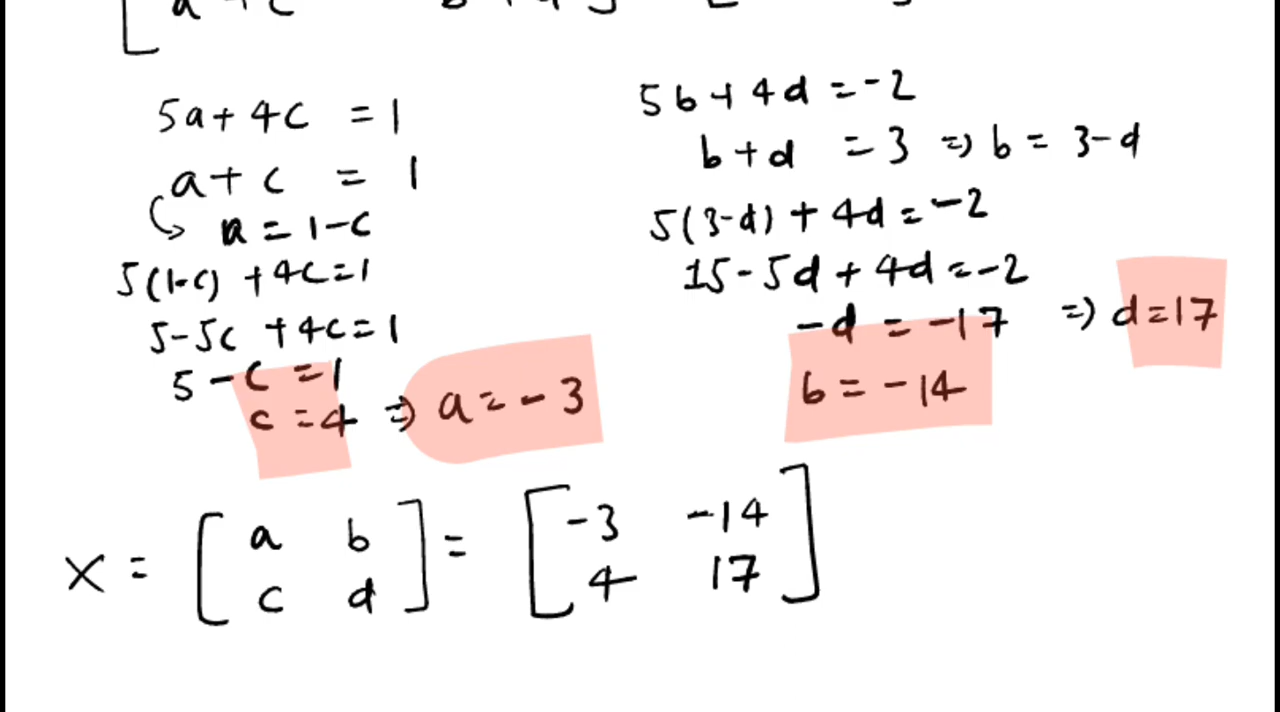 5a + 4c = 1
a + c = 1
a = 1 - c
5(1-c) + 4c = 1
5 - 5c + 4c = 1
5 - c = 1
c = 4 ⇒ a = -3
5b + 4d = -2
b + d = 3 ⇒ b = 3 - d
5(3-d) + 4d = -2
15 - 5d + 4d = -2
-d = -17 ⇒ d = 17
b = -14
X = [ a b = [ -3 -14 ]
c d ] 4 17